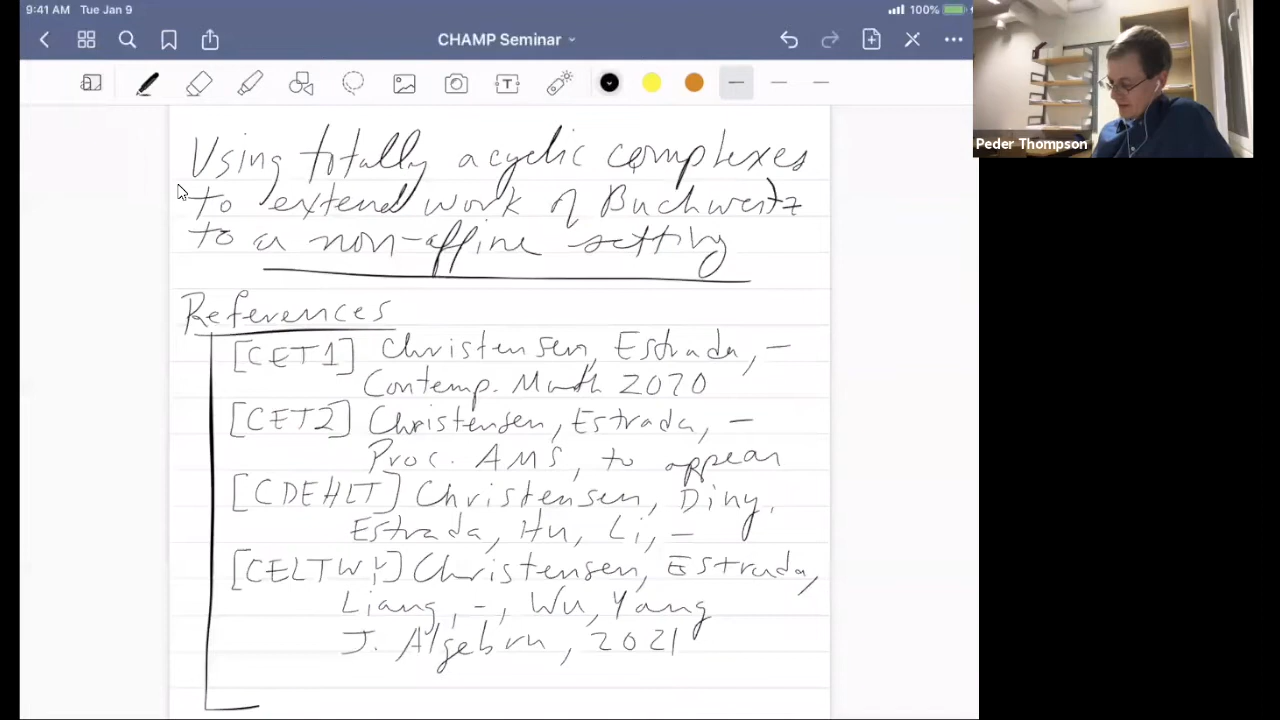 9:41 AM Tue Jan 9
100%
CHAMP Seminar
T
Peder Thompson
Using totally acyclic complexes
to extend work of Buchweitz
to a non-affine setting
References
[CET1] Christensen, Estrada, –
Contemp. Math 2020
[CET2] Christensen, Estrada, –
Proc. AMS, to appear
[CDEHLT] Christensen, Ding,
Estrada, Hu, Li, –
[CELTWY] Christensen, Estrada,
Liang, –, Wu, Yang
J. Algebra, 2021